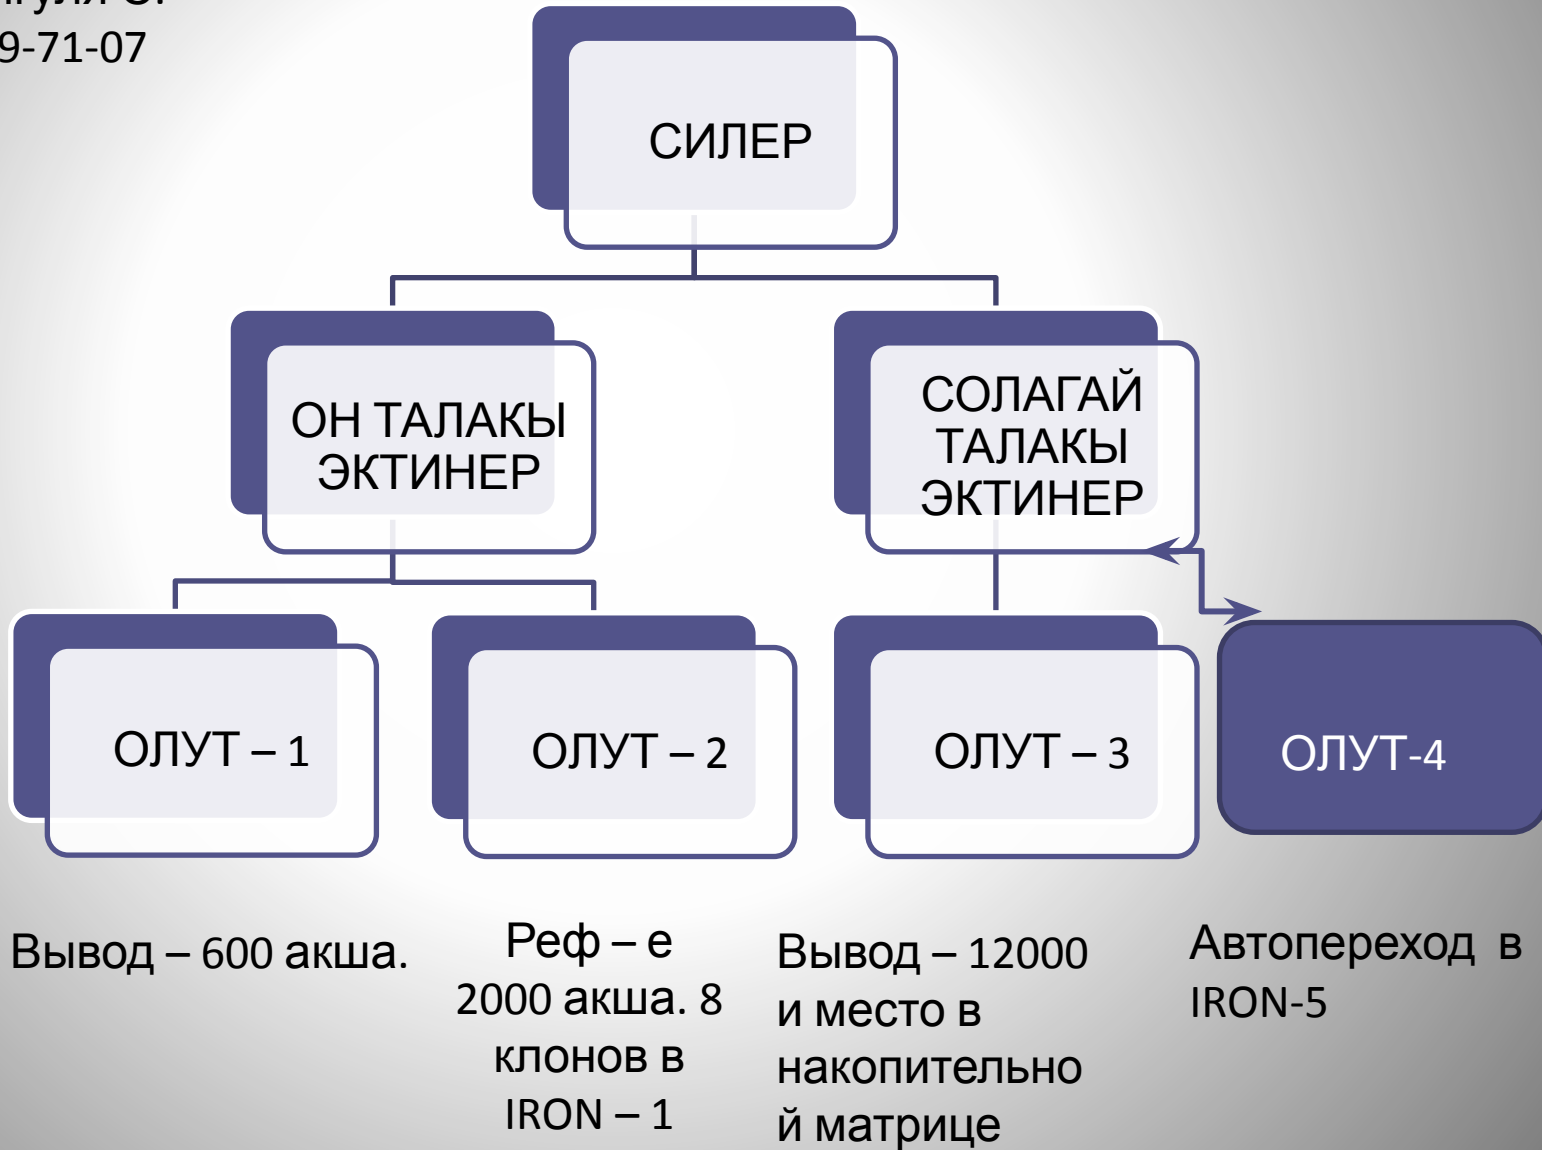 9-71-07
СИЛЕР
ОН ТАЛАКЫ
ЭКТИНЕР
СОЛАГАЙ
ТАЛАКЫ
ЭКТИНЕР
ОЛУТ – 1
ОЛУТ – 2
ОЛУТ – 3
ОЛУТ-4
Вывод – 600 акша.
Реф – е
2000 акша. 8
клонов в
IRON – 1
Вывод – 12000
и место в
накопительно
й матрице
Автопереход в
IRON-5